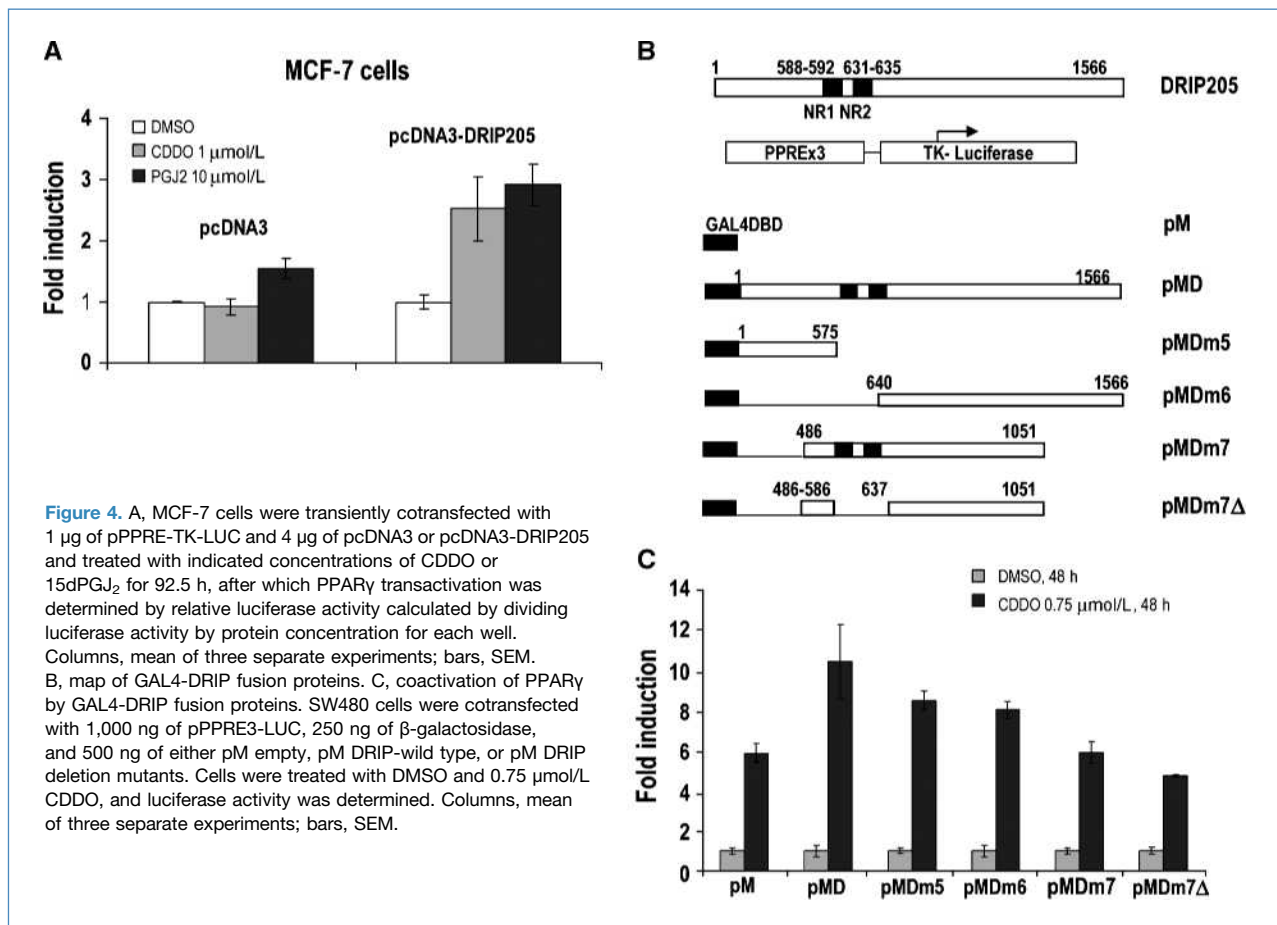 A
MCF-7 cells
Fold induction
4
3
2
1
0
DMSO
CDDO 1 μmol/L
PGJ2 10 μmol/L
pcDNA3
pcDNA3-DRIP205
B
1 588-592 631-635 1566
DRIP205
NR1 NR2
PPREx3 TK- Luciferase
GAL4DBD
pM
1 1566
pMD
1 575
pMDm5
640 1566
pMDm6
486 1051
pMDm7
486-586 637 1051
pMDm7Δ
Figure 4. A, MCF-7 cells were transiently cotransfected with
1 μg of pPPRE-TK-LUC and 4 μg of pcDNA3 or pcDNA3-DRIP205
and treated with indicated concentrations of CDDO or
15dPGJ₂ for 92.5 h, after which PPARγ transactivation was
determined by relative luciferase activity calculated by dividing
luciferase activity by protein concentration for each well.
Columns, mean of three separate experiments; bars, SEM.
B, map of GAL4-DRIP fusion proteins. C, coactivation of PPARγ
by GAL4-DRIP fusion proteins. SW480 cells were cotransfected
with 1,000 ng of pPPRE3-LUC, 250 ng of β-galactosidase,
and 500 ng of either pM empty, pM DRIP-wild type, or pM DRIP
deletion mutants. Cells were treated with DMSO and 0.75 μmol/L
CDDO, and luciferase activity was determined. Columns, mean
of three separate experiments; bars, SEM.
C
Fold induction
14
12
10
8
6
4
2
0
DMSO, 48 h
CDDO 0.75 μmol/L, 48 h
pM pMD pMDm5 pMDm6 pMDm7 pMDm7Δ